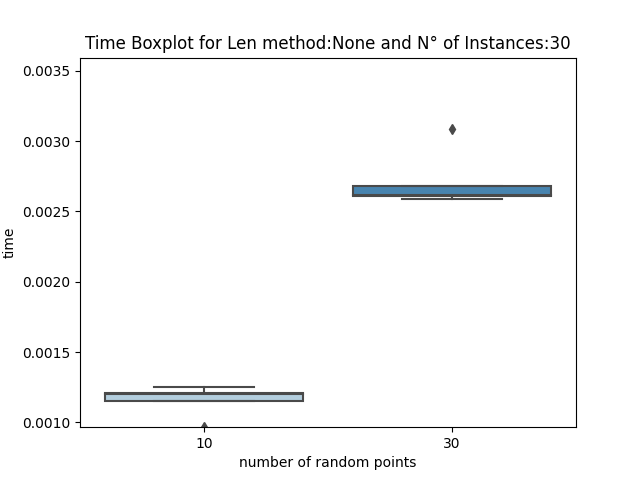 Time Boxplot for Len method:None and N° of Instances:30
0.0035
0.0030
0.0025
0.0020
0.0015
0.0010
time
10 30
number of random points